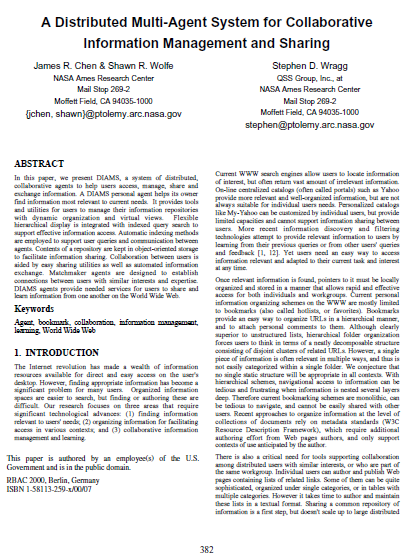 A Distributed Multi-Agent System for Collaborative
Information Management and Sharing
James R. Chen & Shawn R. Wolfe
NASA Ames Research Center
Mail Stop 269-2
Moffett Field, CA 94035-1000
{jchen, shawn}@ptolemy.arc.nasa.gov
Stephen D. Wragg
QSS Group, Inc., at
NASA Ames Research Center
Mail Stop 269-2
Moffett Field, CA 94035-1000
stephen@ptolemy.arc.nasa.gov
ABSTRACT
In this paper, we present DIAMS, a system of distributed,
collaborative agents to help users access, manage, share and
exchange information. A DIAMS personal agent helps its owner
find information most relevant to current needs. It provides tools
and utilities for users to manage their information repositories
with dynamic organization and virtual views. Flexible
hierarchical display is integrated with indexed query search to
support effective information access. Automatic indexing methods
are employed to support user queries and communication between
agents. Contents of a repository are kept in object-oriented storage
to facilitate information sharing. Collaboration between users is
aided by easy sharing utilities as well as automated information
exchange. Matchmaker agents are designed to establish
connections between users with similar interests and expertise.
DIAMS agents provide needed services for users to share and
learn information from one another on the World Wide Web.
Keywords
Agent, bookmark, collaboration, information management,
learning, World Wide Web
1. INTRODUCTION
The Internet revolution has made a wealth of information
resources available for direct and easy access on the user's
desktop. However, finding appropriate information has become a
significant problem for many users. Organized information
spaces are easier to search, but finding or authoring these are
difficult. Our research focuses on three areas that require
significant technological advances: (1) finding information
relevant to users' needs; (2) organizing information for facilitating
access in various contexts; and (3) collaborative information
management and learning.
This paper is authored by an employee(s) of the U.S.
Government and is in the public domain.
RBAC 2000, Berlin, Germany
ISBN 1-58113-259-x/00/07
Current WWW search engines allow users to locate information
of interest, but often return vast amount of irrelevant information.
On-line centralized catalogs (often called portals) such as Yahoo
provide more relevant and well-organized information, but are not
always suitable for individual users needs. Personalized catalogs
like My-Yahoo can be customized by individual users, but provide
limited capacities and cannot support information sharing between
users. More recent information discovery and filtering
technologies attempt to provide relevant information to users by
learning from their previous queries or from other users' queries
and feedback [1, 12]. Yet users need an easy way to access
information relevant and adapted to their current task and interest
at any time.
Once relevant information is found, pointers to it must be locally
organized and stored in a manner that allows rapid and effective
access for both individuals and workgroups. Current personal
information organizing schemes on the WWW are mostly limited
to bookmarks (also called hotlists, or favorites). Bookmarks
provide an easy way to organize URLs in a hierarchical manner,
and to attach personal comments to them. Although clearly
superior to unstructured lists, hierarchical folder organization
forces users to think in terms of a neatly decomposable structure
consisting of disjoint clusters of related URLs. However, a single
piece of information is often relevant in multiple ways, and thus is
not easily categorized within a single folder. We conjecture that
no single static structure will be appropriate in all contexts. With
hierarchical schemes, navigational access to information can be
tedious and frustrating when information is nested several layers
deep. Therefore current bookmarking schemes are monolithic, can
be tedious to navigate, and cannot be easily shared with other
users. Recent approaches to organize information at the level of
collections of documents rely on metadata standards (W3C
Resource Description Framework), which require additional
authoring effort from Web pages authors, and only support
contexts of use anticipated by the author.
There is also a critical need for tools supporting collaboration
among distributed users with similar interests, or who are part of
the same workgroup. Individual users can author and publish Web
pages containing lists of related links. Some of them can be quite
sophisticated, organized under single categories, or in tables with
multiple categories. However it takes time to author and maintain
these lists in a textual format. Sharing a common repository of
information is a first step, but doesn't scale up to large distributed
382